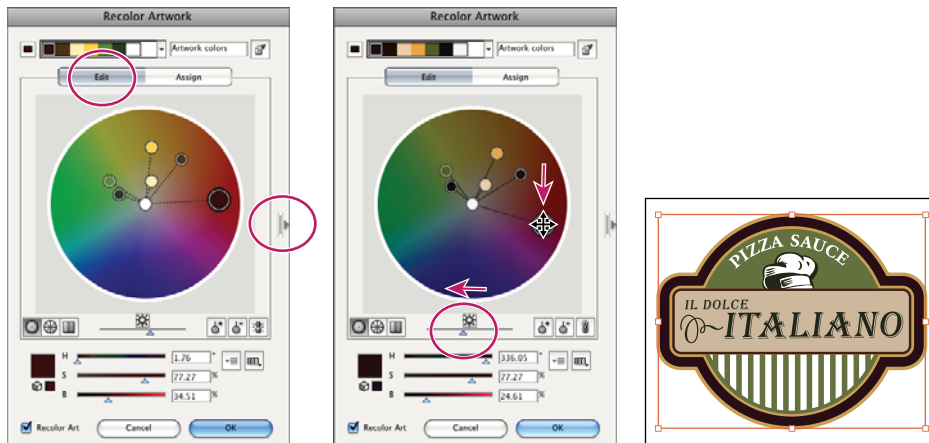 Recolor Artwork
Artwork colors
Edit
Assign
H
1.76
°
S
77.27
%
B
34.51
%
Recolor Art
Cancel
OK
Recolor Artwork
Artwork colors
Edit
Assign
H
336.05
°
S
77.27
%
B
24.61
%
Recolor Art
Cancel
OK
PIZZA SAUCE
IL DOLCE
ITALIANO